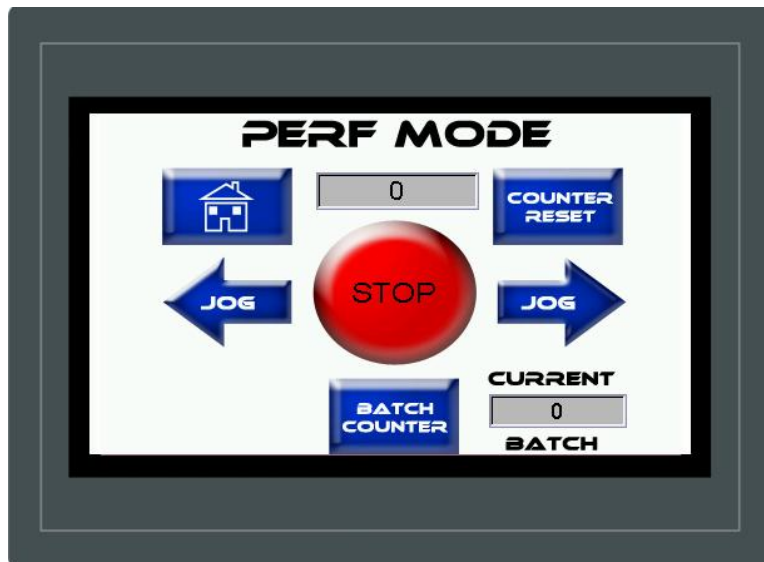 PERF MODE
0
COUNTER
RESET
JOG
STOP
JOG
BATCH
COUNTER
CURRENT
0
BATCH